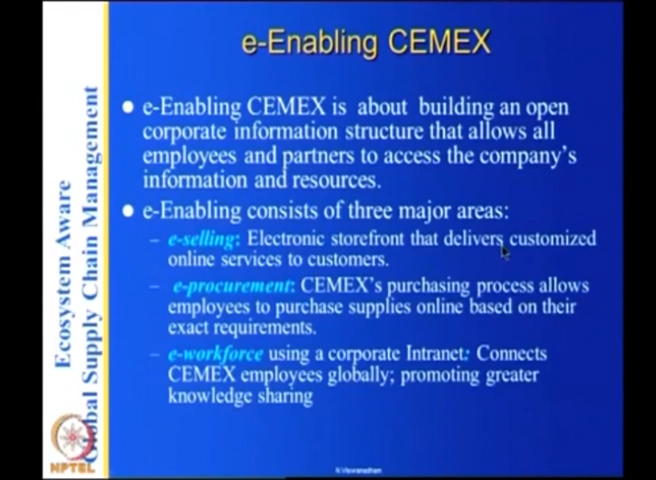 e-Enabling CEMEX
e-Enabling CEMEX is about building an open
corporate information structure that allows all
employees and partners to access the company's
information and resources.
e-Enabling consists of three major areas:
– e-selling: Electronic storefront that delivers customized
online services to customers.
– e-procurement: CEMEX's purchasing process allows
employees to purchase supplies online based on their
exact requirements.
– e-workforce using a corporate Intranet: Connects
CEMEX employees globally; promoting greater
knowledge sharing
Ecosystem Aware
Global Supply Chain Management
NPTEL
N.Viswanadham